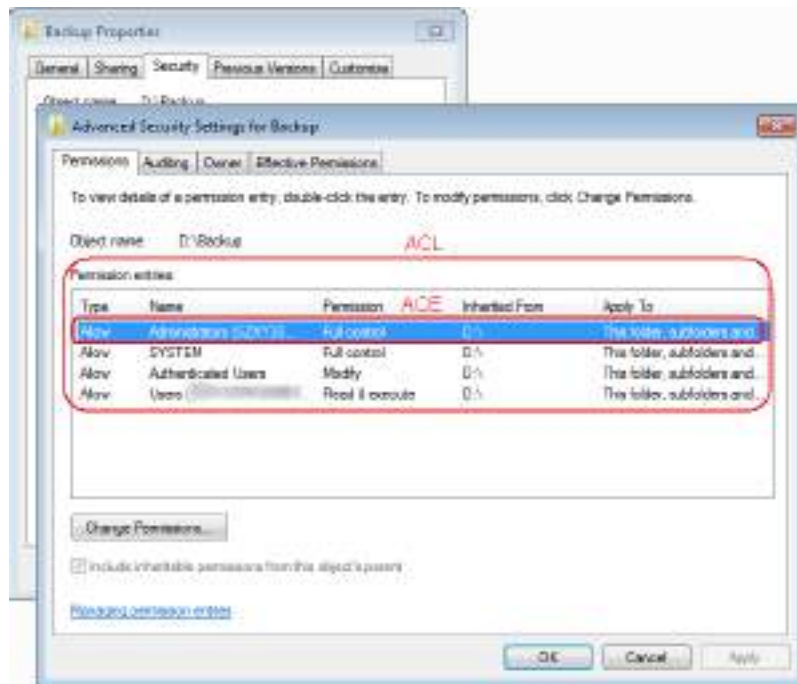 Backup Properties
General Sharing Security Previous Versions Customize
Object name: D:\Backup
Advanced Security Settings for Backup
Permissions Auditing Owner Effective Permissions
To view details of a permission entry, double-click the entry. To modify permissions, click Change Permissions.
Object name: D:\Backup
ACL
Permission entries:
Type Name Permission ACE Inherited From Apply To
Allow Administrators Full control D:\ This folder, subfolders and...
Allow SYSTEM Full control D:\ This folder, subfolders and...
Allow Authenticated Users Modify D:\ This folder, subfolders and...
Allow Users Read & execute D:\ This folder, subfolders and...
Change Permissions...
Include inheritable permissions from this object's parent
Managing permission entries
OK Cancel Apply